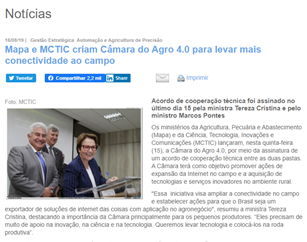 Notícias
16/08/19 | Gestão Estratégica Automação e Agricultura de Precisão
Mapa e MCTIC criam Câmara do Agro 4.0 para levar mais
conectividade ao campo
Tweetar Compartilhar 2,2 mil Share Imprimir
Foto: MCTIC
Acordo de cooperação técnica foi assinado no
último dia 15 pela ministra Tereza Cristina e pelo
ministro Marcos Pontes
Os ministérios da Agricultura, Pecuária e Abastecimento
(Mapa) e da Ciência, Tecnologia, Inovações e
Comunicações (MCTIC) lançaram, nesta quinta-feira
(15), a Câmara do Agro 4.0, por meio da assinatura de
um acordo de cooperação técnica entre as duas pastas.
A Câmara terá como objetivo promover ações de
expansão da Internet no campo e a aquisição de
tecnologias e serviços inovadores no ambiente rural.
"Essa iniciativa visa ampliar a conectividade no campo
e estabelecer ações para que o Brasil seja um
exportador de soluções de internet das coisas com aplicação no agronegócio", resumiu a ministra Tereza
Cristina, destacando a importância da Câmara principalmente para os pequenos produtores. "Eles precisam de
muito de apoio na inovação, na ciência e na tecnologia. Queremos levar tecnologia e colocá-los na roda
produtiva".